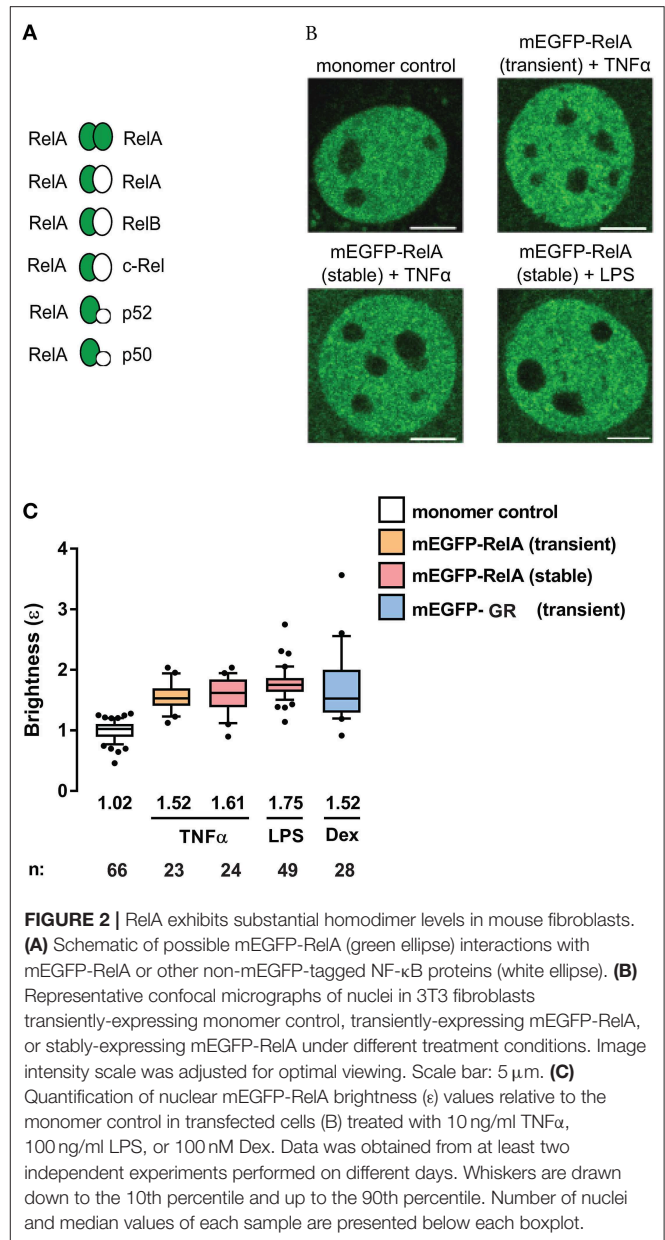 A
RelA RelA
RelA RelA
RelA RelB
RelA c-Rel
RelA p52
RelA p50
B
monomer control
mEGFP-RelA
(transient) + TNFα
mEGFP-RelA
(stable) + TNFα
mEGFP-RelA
(stable) + LPS
C
monomer control
mEGFP-RelA (transient)
mEGFP-RelA (stable)
mEGFP- GR (transient)
Brightness (ε)
4
3
2
1
0
1.02 1.52 1.61 1.75 1.52
TNFα LPS Dex
n: 66 23 24 49 28
FIGURE 2 | RelA exhibits substantial homodimer levels in mouse fibroblasts.
(A) Schematic of possible mEGFP-RelA (green ellipse) interactions with
mEGFP-RelA or other non-mEGFP-tagged NF-κB proteins (white ellipse). (B)
Representative confocal micrographs of nuclei in 3T3 fibroblasts
transiently-expressing monomer control, transiently-expressing mEGFP-RelA,
or stably-expressing mEGFP-RelA under different treatment conditions. Image
intensity scale was adjusted for optimal viewing. Scale bar: 5 μm. (C)
Quantification of nuclear mEGFP-RelA brightness (ε) values relative to the
monomer control in transfected cells (B) treated with 10 ng/ml TNFα,
100 ng/ml LPS, or 100 nM Dex. Data was obtained from at least two
independent experiments performed on different days. Whiskers are drawn
down to the 10th percentile and up to the 90th percentile. Number of nuclei
and median values of each sample are presented below each boxplot.